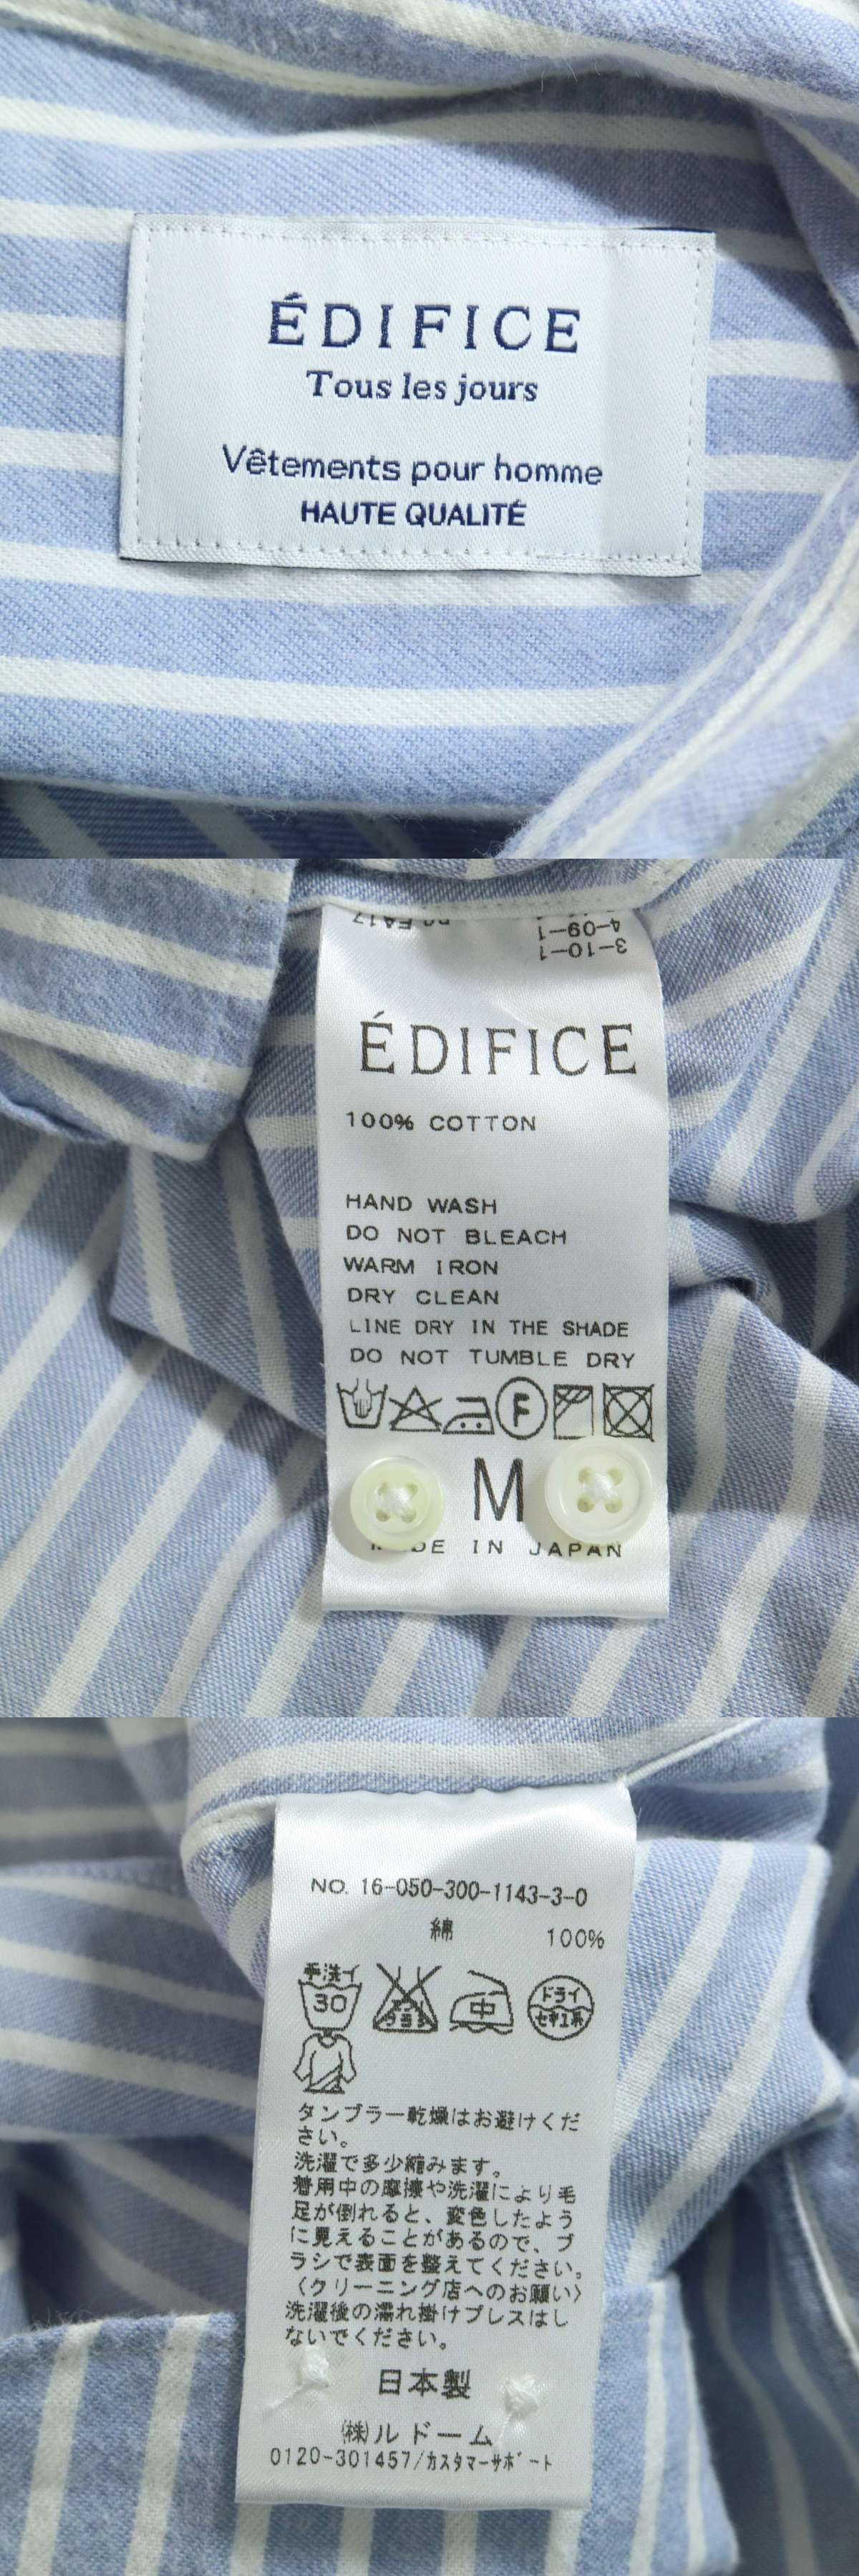 ÉDIFICE
Tous les jours
Vêtements pour homme
HAUTE QUALITÉ
4-09-1
3-10-1
ÉDIFICE
100% COTTON
HAND WASH
DO NOT BLEACH
WARM IRON
DRY CLEAN
LINE DRY IN THE SHADE
DO NOT TUMBLE DRY
F
M
MADE IN JAPAN
NO. 16-050-300-1143-3-0
綿 100%
手洗イ
30
中
ドライ
セキユ系
タンブラー乾燥はお避けくだ
さい。
洗濯で多少縮みます。
着用中の摩擦や洗濯により毛
足が倒れると、変色したよう
に見えることがあるので、ブ
ラシで表面を整えてください。
〈クリーニング店へのお願い〉
洗濯後の濡れ掛けプレスはし
ないでください。
日本製
㈱ルドーム
0120-301457/カスタマーサポート